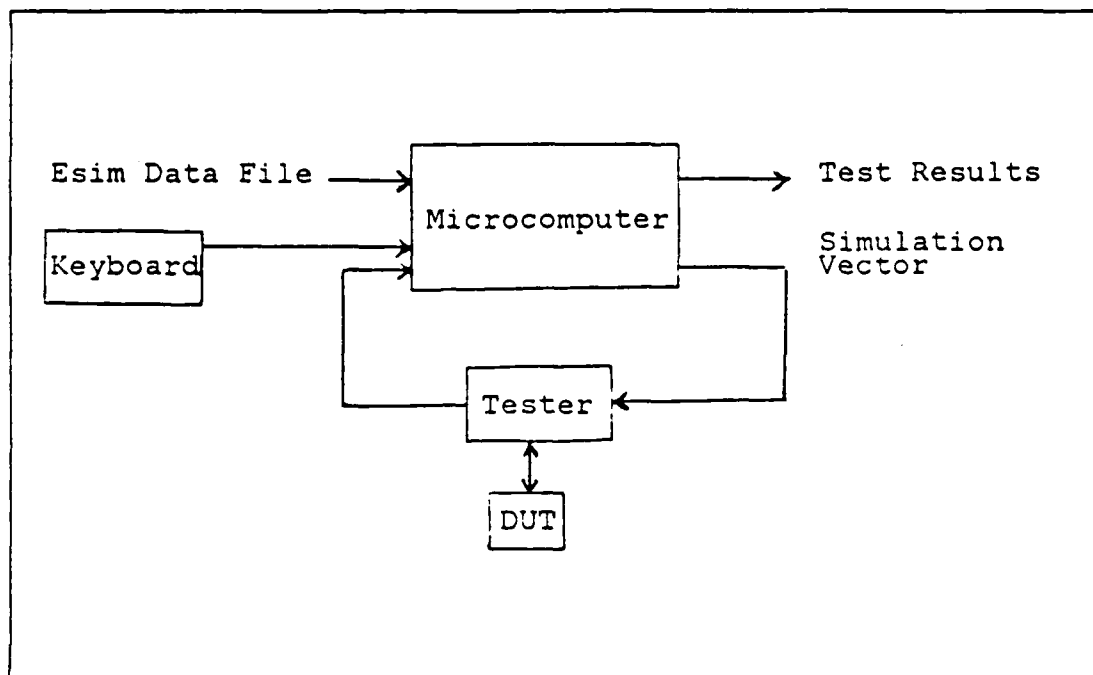 Esim Data File
Test Results
Microcomputer
Keyboard
Simulation
Vector
Tester
DUT